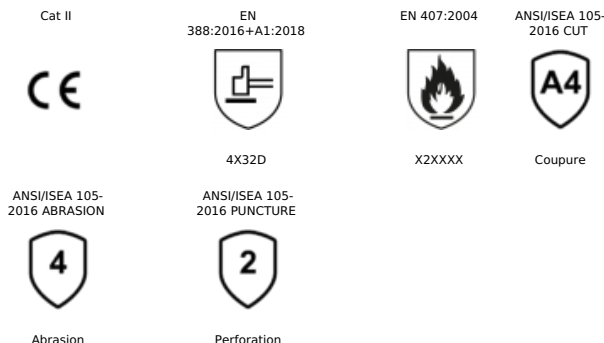 Cat II
EN
388:2016+A1:2018
EN 407:2004
ANSI/ISEA 105-
2016 CUT
CE
A4
4X32D
X2XXXX
Coupure
ANSI/ISEA 105-
2016 ABRASION
ANSI/ISEA 105-
2016 PUNCTURE
4
2
Abrasion
Perforation